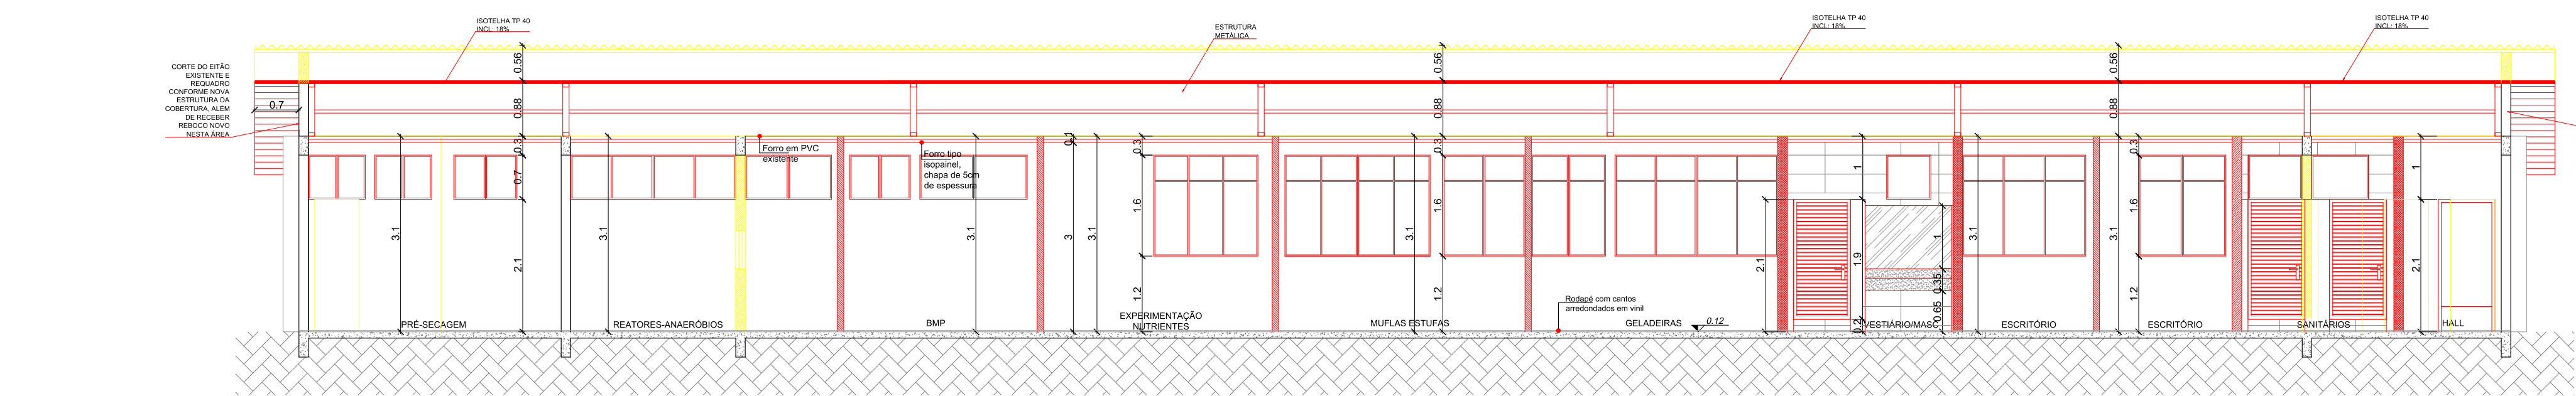 ISOTELHA TP 40
INCL: 18%
ESTRUTURA
METÁLICA
ISOTELHA TP 40
INCL: 18%
ISOTELHA TP 40
INCL: 18%
CORTE DO EITÃO
EXISTENTE E
REQUADRO
CONFORME NOVA
ESTRUTURA DA
COBERTURA, ALÉM
DE RECEBER
REBOCO NOVO
NESTA ÁREA
0.7
0.56
0.88
0.3
0.7
2.1
3.1
3.1
Forro em PVC
existente
Forro tipo
isopainel,
chapa de 5cm
de espessura
3.1
0.1
3
3.1
0.3
1.6
1.2
3.1
0.56
0.88
0.3
1.6
1.2
Rodapé com cantos
arredondados em vinil
0.12
2.1
1
1.9
0.2
1
0.35
0.65
3.1
0.56
0.88
3.1
0.3
1.6
1.2
1
2.1
PRÉ-SECAGEM
REATORES-ANAERÓBIOS
BMP
EXPERIMENTAÇÃO
NUTRIENTES
MUFLAS ESTUFAS
GELADEIRAS
VESTIÁRIO/MASC
ESCRITÓRIO
ESCRITÓRIO
SANITÁRIOS
HALL